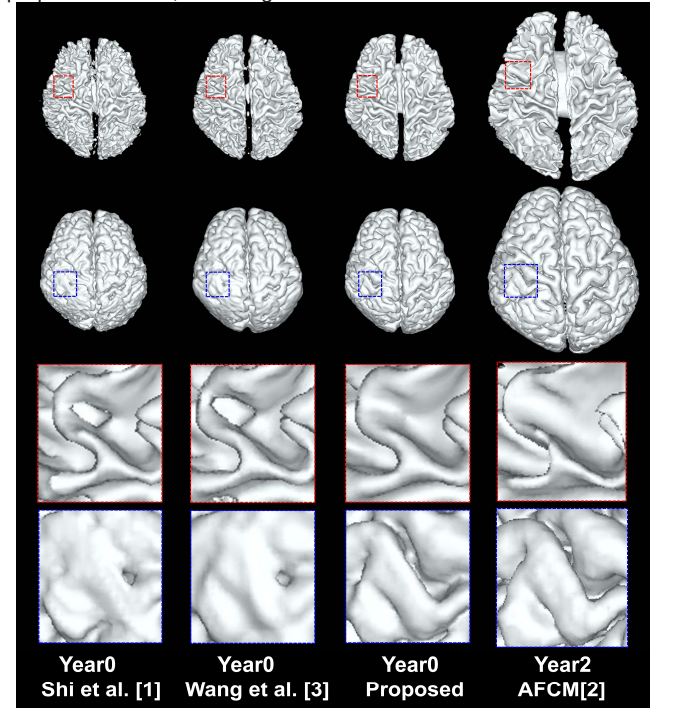 Year0
Shi et al. [1]
Year0
Wang et al. [3]
Year0
Proposed
Year2
AFCM[2]